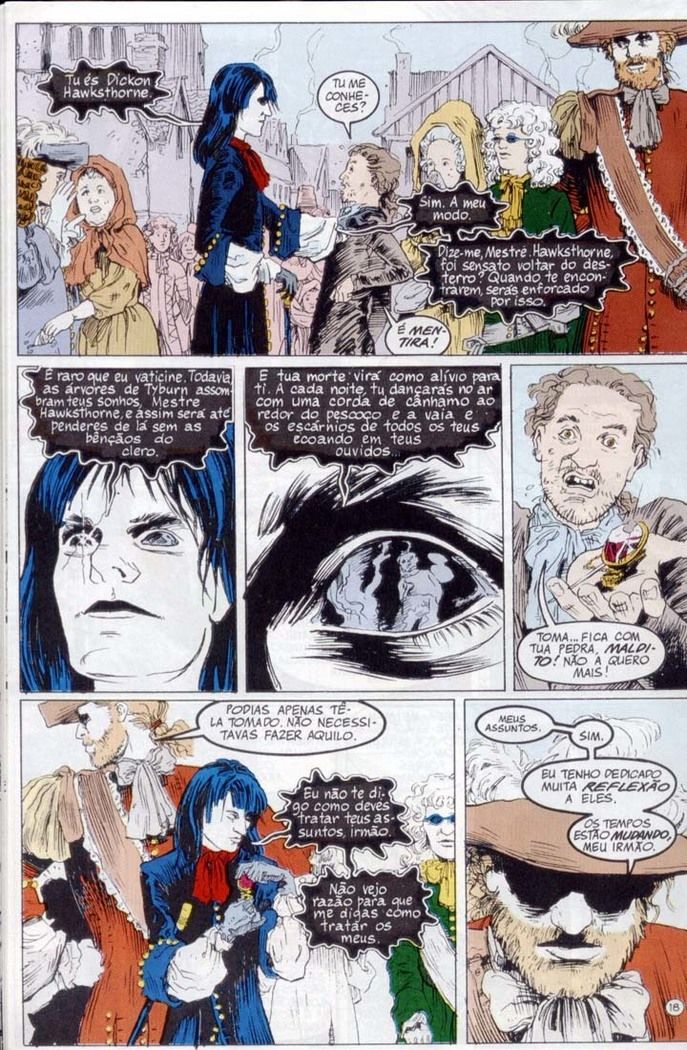 TU ÉS DICKON
HAWKSTHORNE.
TU ME
CONHE-
CES?
SIM. A MEU
MODO.
DIZE-ME, MESTRE HAWKSTHORNE,
FOI SENSATO VOLTAR DO DES-
TERRO? QUANDO TE ENCON-
TRAREM, SERÁS ENFORCADO
POR ISSO.
É MEN-
TIRA!
É RARO QUE EU VATICINE. TODAVIA,
AS ÁRVORES DE TYBURN ASSOM-
BRAM TEUS SONHOS, MESTRE
HAWKSTHORNE, E ASSIM SERÁ ATÉ
PENDERES DE LÁ SEM AS
BENÇÃOS DO
CLERO.
E TUA MORTE VIRÁ COMO ALÍVIO PARA
TI. A CADA NOITE, TU DANÇARÁS NO AR
COM UMA CORDA DE CÂNHAMO AO
REDOR DO PESCOÇO E A VAIA E
OS ESCÁRNIOS DE TODOS OS TEUS
ECOANDO EM TEUS
OUVIDOS...
TOMA... FICA COM
TUA PEDRA, MALDI-
TO! NÃO A QUERO
MAIS!
PODIAS APENAS TÊ-
LA TOMADO. NÃO NECESSI-
TAVAS FAZER AQUILO.
EU NÃO TE DI-
GO COMO DEVES
TRATAR TEUS AS-
SUNTOS, IRMÃO.
NÃO VEJO
RAZÃO PARA QUE
ME DIGAS COMO
TRATAR OS
MEUS.
MEUS
ASSUNTOS.
SIM.
EU TENHO DEDICADO
MUITA REFLEXÃO
A ELES.
OS TEMPOS
ESTÃO MUDANDO,
MEU IRMÃO.
18